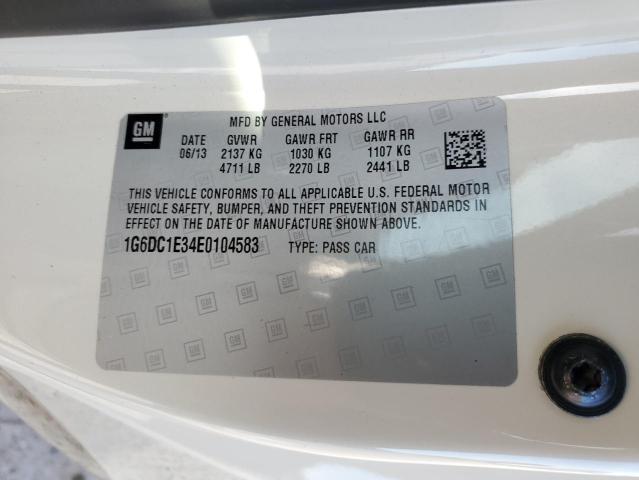 GM MFD BY GENERAL MOTORS LLC
DATE GVWR GAWR FRT GAWR RR
06/13 2137 KG 1030 KG 1107 KG
4711 LB 2270 LB 2441 LB
THIS VEHICLE CONFORMS TO ALL APPLICABLE U.S. FEDERAL MOTOR
VEHICLE SAFETY, BUMPER, AND THEFT PREVENTION STANDARDS
IN EFFECT ON THE DATE OF MANUFACTURE SHOWN ABOVE.
1G6DC1E34E0104583 TYPE: PASS CAR